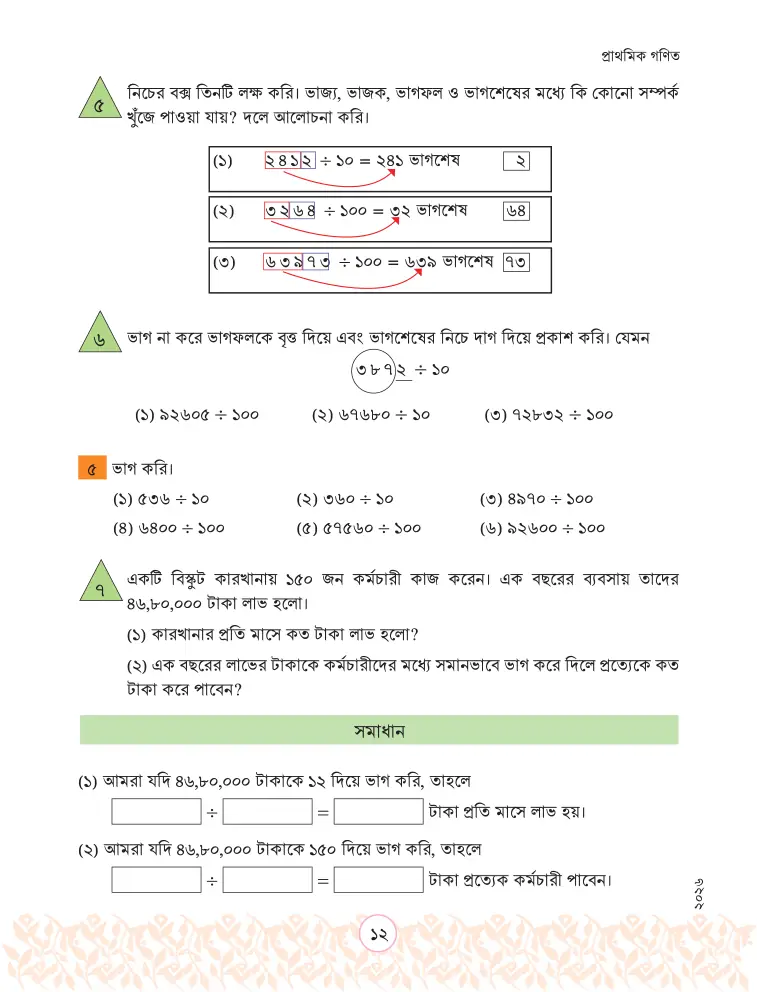 প্রাথমিক গণিত
৫
নিচের বক্স তিনটি লক্ষ করি। ভাজ্য, ভাজক, ভাগফল ও ভাগশেষের মধ্যে কি কোনো সম্পর্ক
খুঁজে পাওয়া যায়? দলে আলোচনা করি।
(১) ২৪১২ ÷ ১০ = ২৪১ ভাগশেষ ২
(২) ৩২৬৪ ÷ ১০০ = ৩২ ভাগশেষ ৬৪
(৩) ৬৩৯৭৩ ÷ ১০০ = ৬৩৯ ভাগশেষ ৭৩
৬
ভাগ না করে ভাগফলকে বৃত্ত দিয়ে এবং ভাগশেষের নিচে দাগ দিয়ে প্রকাশ করি। যেমন
৩৮৭২ ÷ ১০
(১) ৯২৬০৫ ÷ ১০০ (২) ৬৭৬৮০ ÷ ১০ (৩) ৭২৮৩২ ÷ ১০০
৫ ভাগ করি।
(১) ৫৩৬ ÷ ১০ (২) ৩৬০ ÷ ১০ (৩) ৪৯৭০ ÷ ১০০
(৪) ৬৪০০ ÷ ১০০ (৫) ৫৭৫৬০ ÷ ১০০ (৬) ৯২৬০০ ÷ ১০০
৭
একটি বিস্কুট কারখানায় ১৫০ জন কর্মচারী কাজ করেন। এক বছরের ব্যবসায় তাদের
৪৬,৮০,০০০ টাকা লাভ হলো।
(১) কারখানার প্রতি মাসে কত টাকা লাভ হলো?
(২) এক বছরের লাভের টাকাকে কর্মচারীদের মধ্যে সমানভাবে ভাগ করে দিলে প্রত্যেকে কত
টাকা করে পাবেন?
সমাধান
(১) আমরা যদি ৪৬,৮০,০০০ টাকাকে ১২ দিয়ে ভাগ করি, তাহলে
÷ = টাকা প্রতি মাসে লাভ হয়।
(২) আমরা যদি ৪৬,৮০,০০০ টাকাকে ১৫০ দিয়ে ভাগ করি, তাহলে
÷ = টাকা প্রত্যেক কর্মচারী পাবেন।
২০২৬
১২